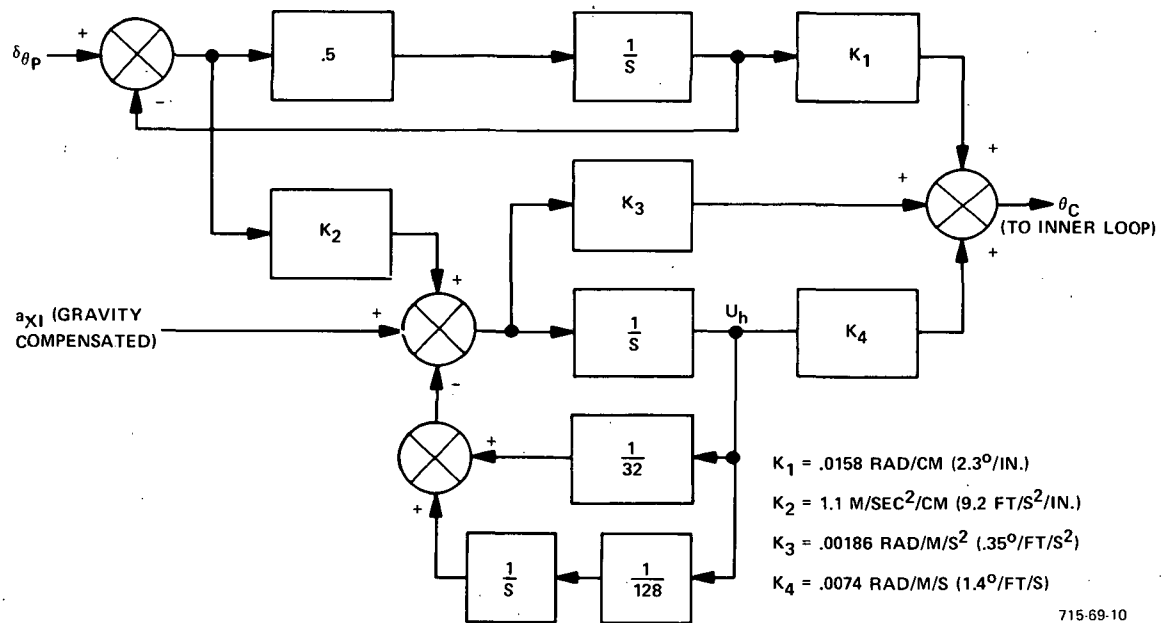 δθP
+
-
.5
1/S
K1
+
K2
K3
+
θC
(TO INNER LOOP)
+
aXI (GRAVITY
COMPENSATED)
+
+
-
1/S
Uh
K4
+
1/32
+
1/S
1/128
K1 = .0158 RAD/CM (2.3°/IN.)
K2 = 1.1 M/SEC²/CM (9.2 FT/S²/IN.)
K3 = .00186 RAD/M/S² (.35°/FT/S²)
K4 = .0074 RAD/M/S (1.4°/FT/S)
715-69-10